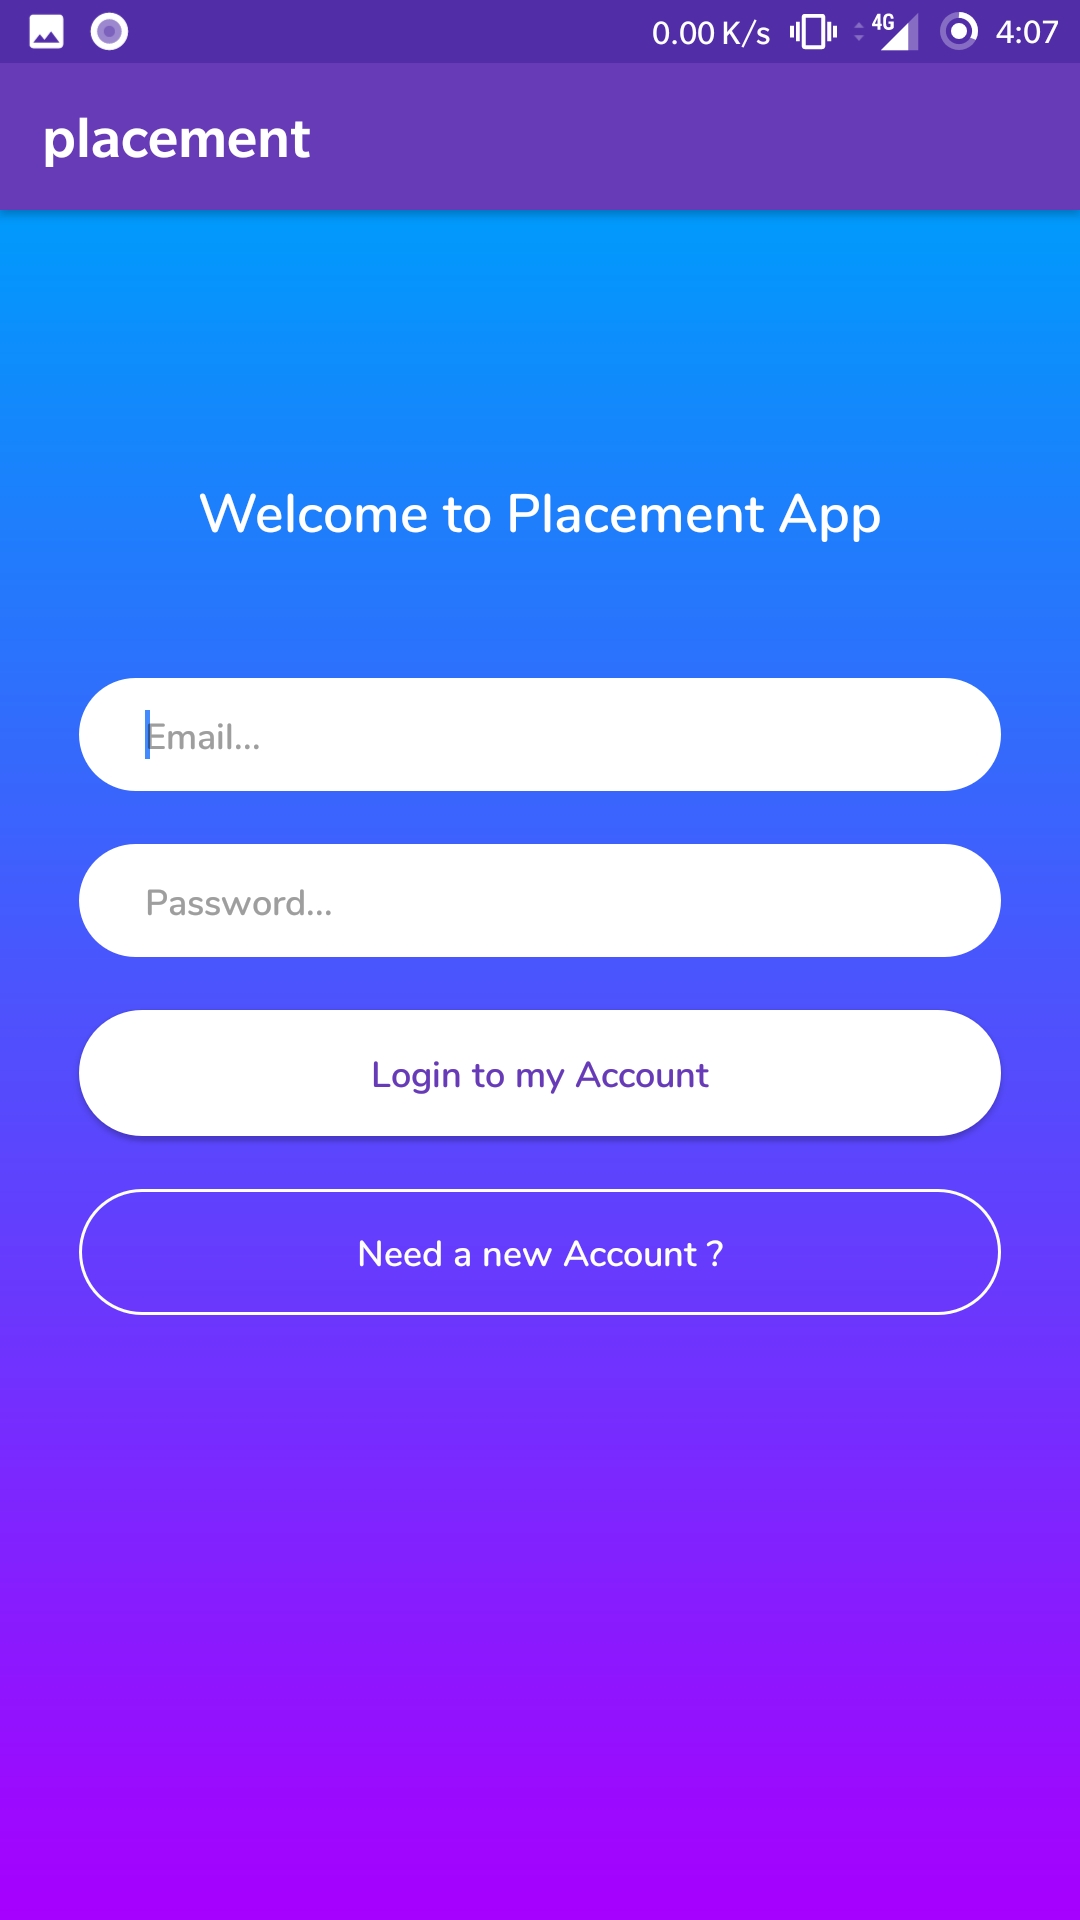 0.00 K/s 4G 4:07
placement
Welcome to Placement App
Email...
Password...
Login to my Account
Need a new Account ?